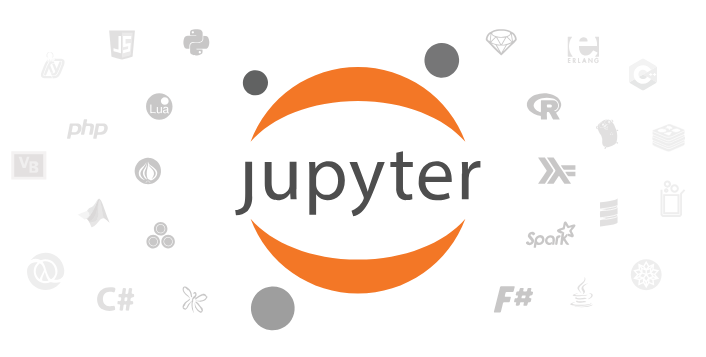 JS
ERLANG
C++
Lua
R
php
VB
jupyter
Spark
C#
F#